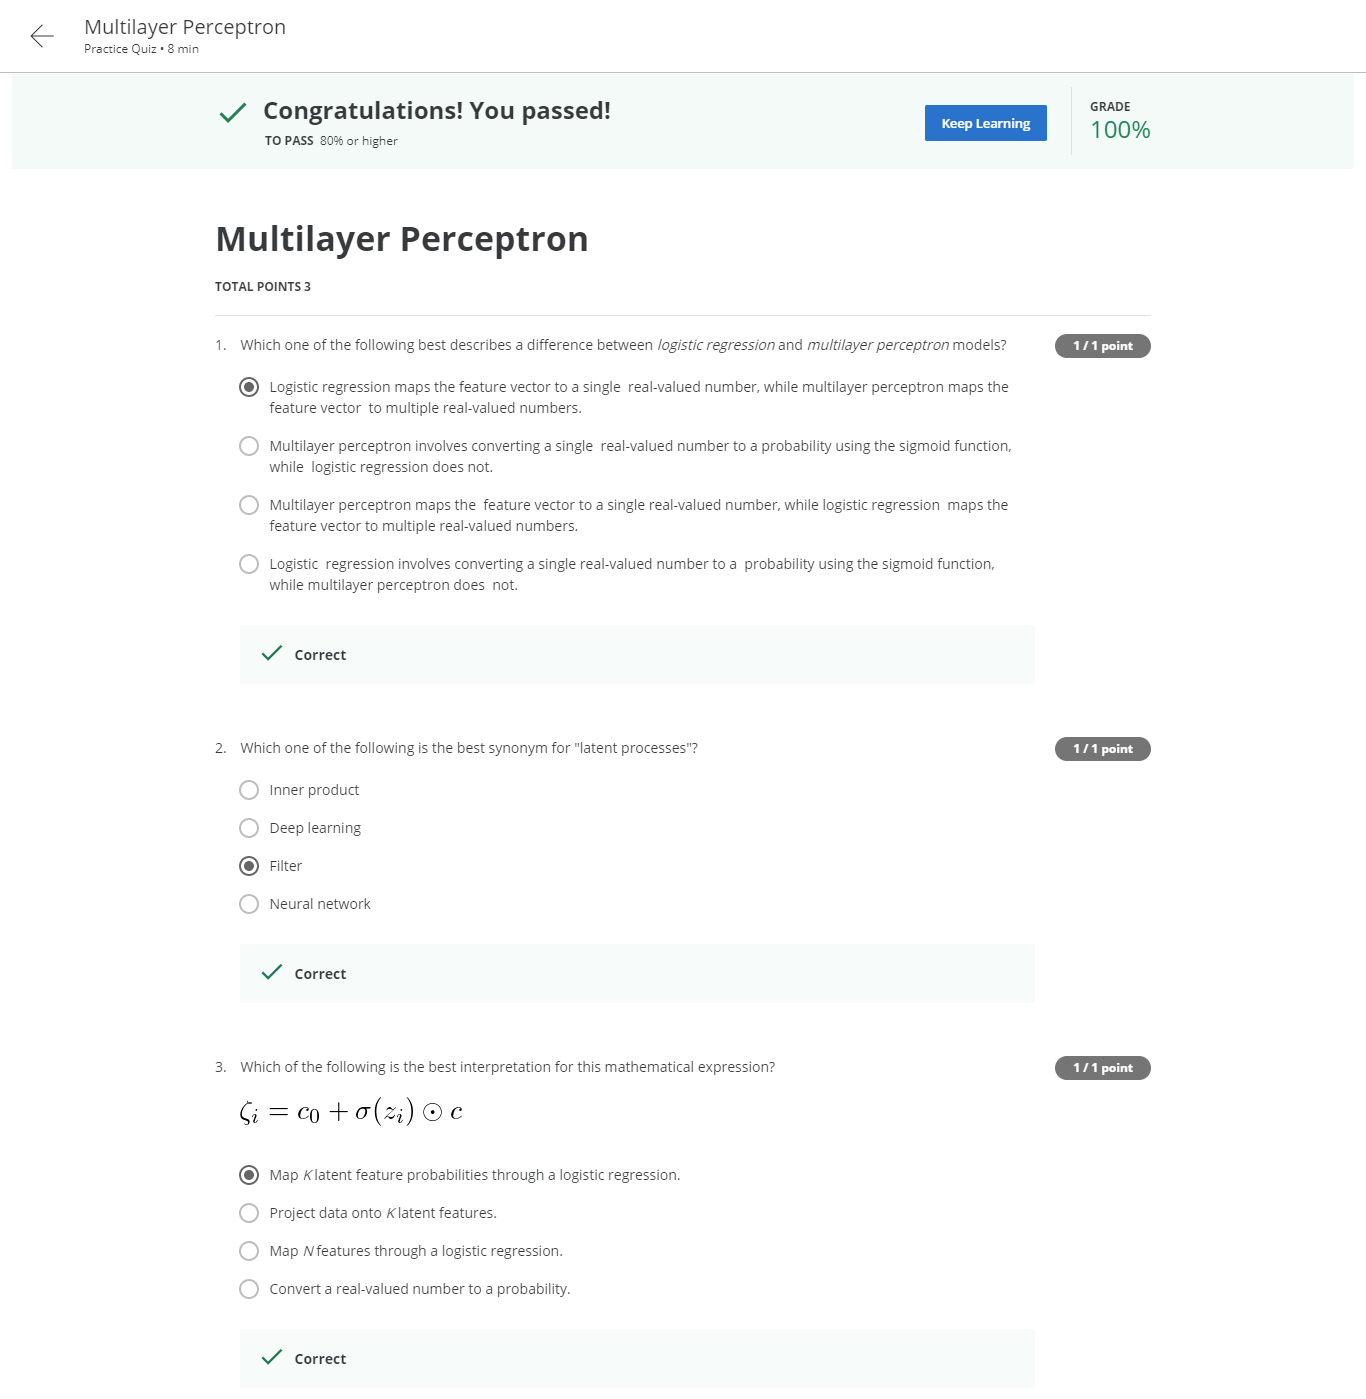 Multilayer Perceptron
Practice Quiz • 8 min
Congratulations! You passed!
TO PASS 80% or higher
Keep Learning
GRADE
100%
Multilayer Perceptron
TOTAL POINTS 3
1. Which one of the following best describes a difference between logistic regression and multilayer perceptron models?
1 / 1 point
Logistic regression maps the feature vector to a single real-valued number, while multilayer perceptron maps the
feature vector to multiple real-valued numbers.
Multilayer perceptron involves converting a single real-valued number to a probability using the sigmoid function,
while logistic regression does not.
Multilayer perceptron maps the feature vector to a single real-valued number, while logistic regression maps the
feature vector to multiple real-valued numbers.
Logistic regression involves converting a single real-valued number to a probability using the sigmoid function,
while multilayer perceptron does not.
Correct
2. Which one of the following is the best synonym for "latent processes"?
1 / 1 point
Inner product
Deep learning
Filter
Neural network
Correct
3. Which of the following is the best interpretation for this mathematical expression?
1 / 1 point
ζᵢ = c₀ + σ(zᵢ) ⊙ c
Map K latent feature probabilities through a logistic regression.
Project data onto K latent features.
Map N features through a logistic regression.
Convert a real-valued number to a probability.
Correct